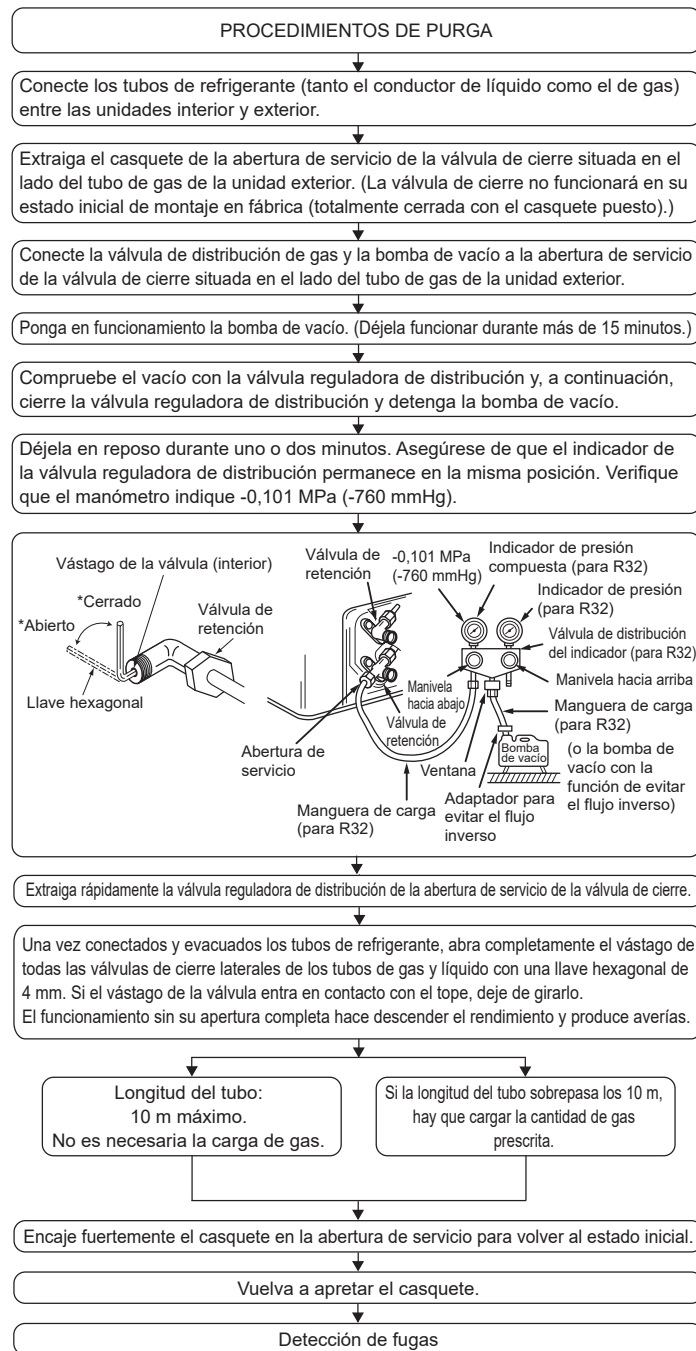 PROCEDIMIENTOS DE PURGA
Conecte los tubos de refrigerante (tanto el conductor de líquido como el de gas)
entre las unidades interior y exterior.
Extraiga el casquete de la abertura de servicio de la válvula de cierre situada en el
lado del tubo de gas de la unidad exterior. (La válvula de cierre no funcionará en su
estado inicial de montaje en fábrica (totalmente cerrada con el casquete puesto).)
Conecte la válvula de distribución de gas y la bomba de vacío a la abertura de servicio
de la válvula de cierre situada en el lado del tubo de gas de la unidad exterior.
Ponga en funcionamiento la bomba de vacío. (Déjela funcionar durante más de 15 minutos.)
Compruebe el vacío con la válvula reguladora de distribución y, a continuación,
cierre la válvula reguladora de distribución y detenga la bomba de vacío.
Déjela en reposo durante uno o dos minutos. Asegúrese de que el indicador de
la válvula reguladora de distribución permanece en la misma posición. Verifique
que el manómetro indique -0,101 MPa (-760 mmHg).
Vástago de la válvula (interior)
*Cerrado
*Abierto
Válvula de
retención
Llave hexagonal
Válvula de
retención
-0,101 MPa
(-760 mmHg)
Indicador de presión
compuesta (para R32)
Indicador de presión
(para R32)
Válvula de distribución
del indicador (para R32)
Manivela
hacia abajo
Manivela hacia arriba
Válvula de
retención
Manguera de carga
(para R32)
Abertura de
servicio
Ventana
Bomba
de vacío
(o la bomba de
vacío con la
función de evitar
el flujo inverso)
Manguera de carga
(para R32)
Adaptador para
evitar el flujo
inverso
Extraiga rápidamente la válvula reguladora de distribución de la abertura de servicio de la válvula de cierre.
Una vez conectados y evacuados los tubos de refrigerante, abra completamente el vástago de
todas las válvulas de cierre laterales de los tubos de gas y líquido con una llave hexagonal de
4 mm. Si el vástago de la válvula entra en contacto con el tope, deje de girarlo.
El funcionamiento sin su apertura completa hace descender el rendimiento y produce averías.
Longitud del tubo:
10 m máximo.
No es necesaria la carga de gas.
Si la longitud del tubo sobrepasa los 10 m,
hay que cargar la cantidad de gas
prescrita.
Encaje fuertemente el casquete en la abertura de servicio para volver al estado inicial.
Vuelva a apretar el casquete.
Detección de fugas